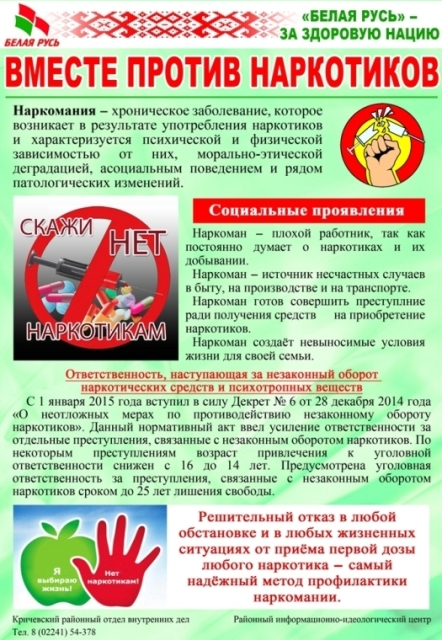 БЕЛАЯ РУСЬ
«БЕЛАЯ РУСЬ» –
ЗА ЗДОРОВУЮ НАЦИЮ
ВМЕСТЕ ПРОТИВ НАРКОТИКОВ
Наркомания – хроническое заболевание, которое
возникает в результате употребления наркотиков
и характеризуется психической и физической
зависимостью от них, морально-этической
деградацией, асоциальным поведением и рядом
патологических изменений.
СКАЖИ
НЕТ
НАРКОТИКАМ
Социальные проявления
Наркоман – плохой работник, так как
постоянно думает о наркотиках и их
добывании.
Наркоман – источник несчастных случаев
в быту, на производстве и на транспорте.
Наркоман готов совершить преступлние
ради получения средств на приобретение
наркотиков.
Наркоман создаёт невыносимые условия
жизни для своей семьи.
Ответственность, наступающая за незаконный оборот
наркотических средств и психотропных веществ
С 1 января 2015 года вступил в силу Декрет № 6 от 28 декабря 2014 года
«О неотложных мерах по противодействию незаконному обороту
наркотиков». Данный нормативный акт ввел усиление ответственности за
отдельные преступления, связанные с незаконным оборотом наркотиков. По
некоторым преступлениям возраст привлечения к уголовной
ответственности снижен с 16 до 14 лет. Предусмотрена уголовная
ответственность за преступления, связанные с незаконным оборотом
наркотиков сроком до 25 лет лишения свободы.
Я
выбираю
жизнь!
Нет
наркотикам!
Решительный отказ в любой
обстановке и в любых жизненных
ситуациях от приёма первой дозы
любого наркотика – самый
надёжный метод профилактики
наркомании.
Кричевский районный отдел внутренних дел
Районный информационно-идеологический центр
Тел. 8 (02241) 54-378